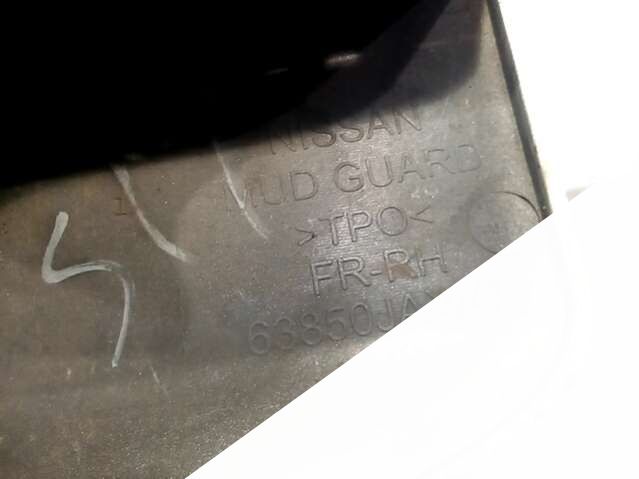 NISSAN
MUD GUARD
>TPO<
FR-RH
63850JA